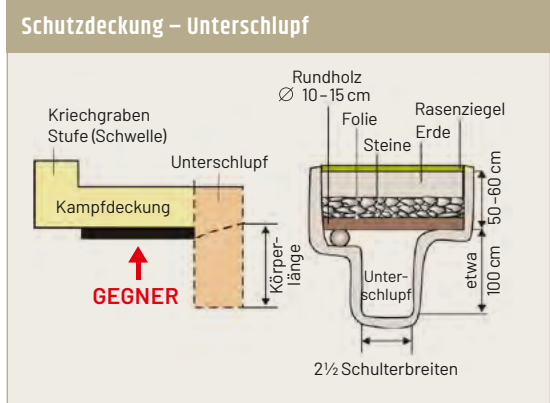 Schutzdeckung – Unterschlupf
Kriechgraben
Stufe (Schwelle)
Unterschlupf
Kampfdeckung
GEGNER
Körper-
länge
Rundholz
∅ 10–15 cm
Folie
Steine
Rasenziegel
Erde
50–60 cm
etwa
100 cm
Unter-
schlupf
2½ Schulterbreiten